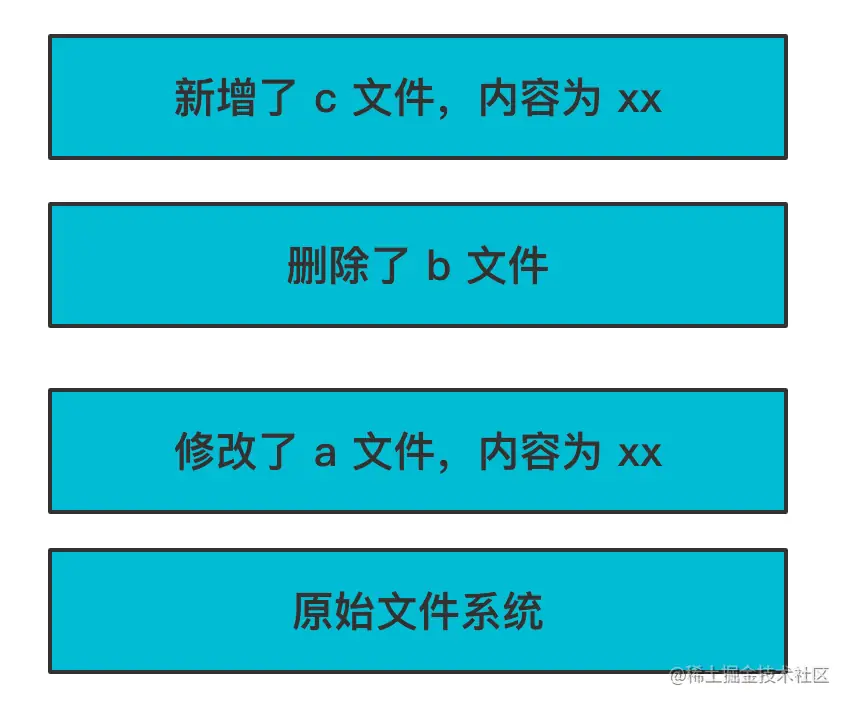 新增了 c 文件，内容为 xx
删除了 b 文件
修改了 a 文件，内容为 xx
原始文件系统
@稀土掘金技术社区